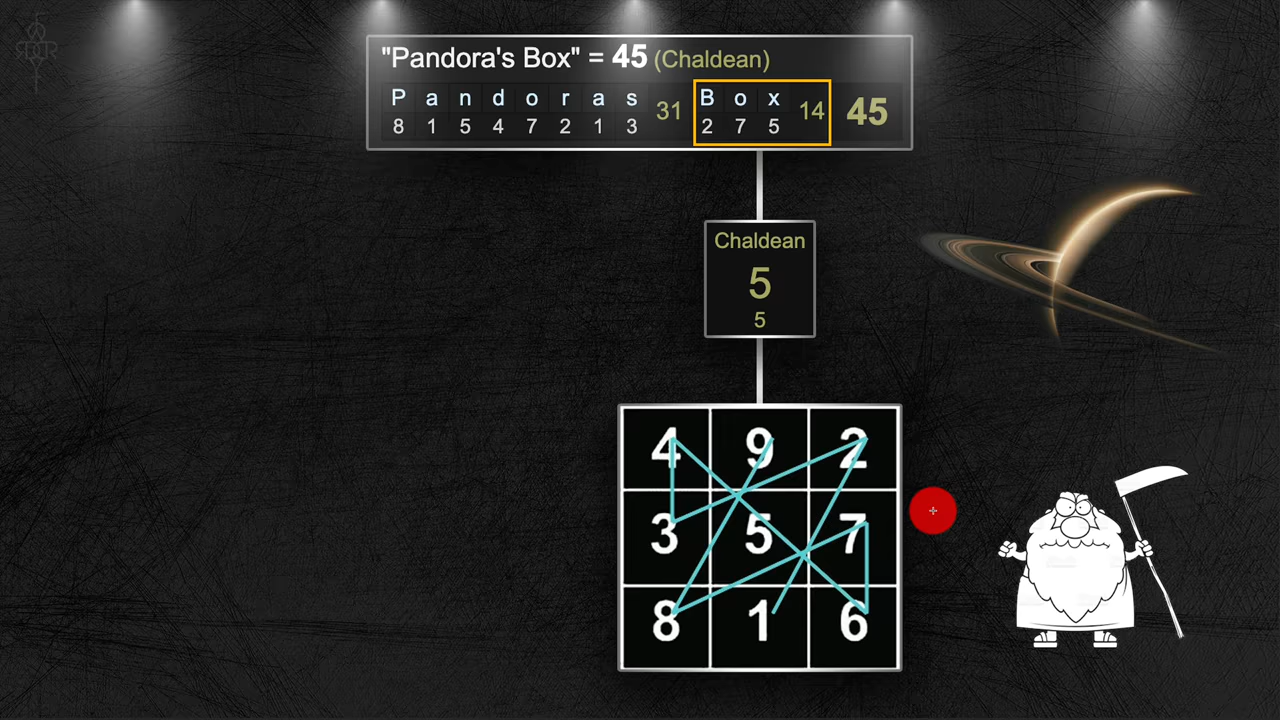 "Pandora's Box" = 45 (Chaldean)
P a n d o r a s 31 B o x 14 45
8 1 5 4 7 2 1 3 2 7 5
Chaldean
5
5
4 9 2
3 5 7
8 1 6